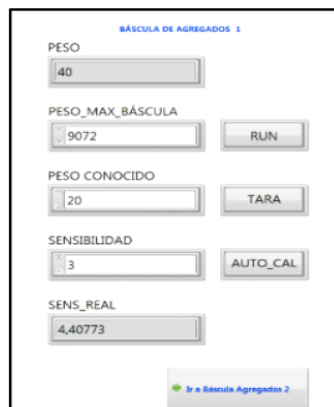 BÁSCULA DE AGREGADOS 1
PESO
40
PESO_MAX_BÁSCULA
9072
RUN
PESO CONOCIDO
20
TARA
SENSIBILIDAD
3
AUTO_CAL
SENS_REAL
4,40773
Ir a Báscula Agregados 2